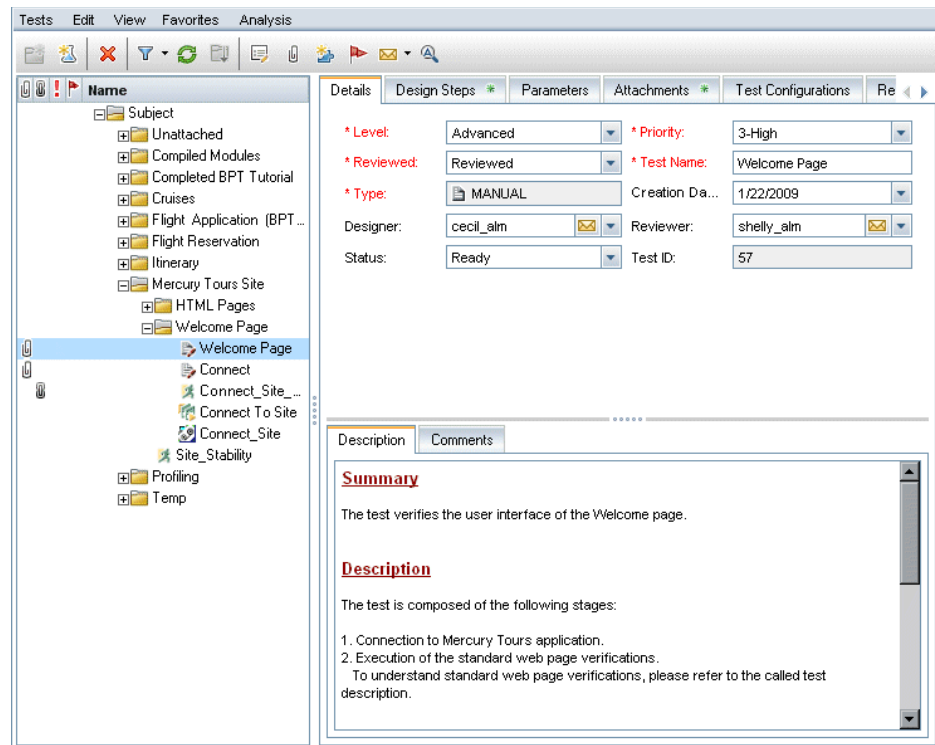 Tests Edit View Favorites Analysis
Name
Subject
Unattached
Compiled Modules
Completed BPT Tutorial
Cruises
Flight Application (BPT ...
Flight Reservation
Itinerary
Mercury Tours Site
HTML Pages
Welcome Page
Welcome Page
Connect
Connect_Site_...
Connect To Site
Connect_Site
Site_Stability
Profiling
Temp
Details Design Steps * Parameters Attachments * Test Configurations Re
* Level: Advanced * Priority: 3-High
* Reviewed: Reviewed * Test Name: Welcome Page
* Type: MANUAL Creation Da... 1/22/2009
Designer: cecil_alm Reviewer: shelly_alm
Status: Ready Test ID: 57
Description Comments
Summary
The test verifies the user interface of the Welcome page.
Description
The test is composed of the following stages:
1. Connection to Mercury Tours application.
2. Execution of the standard web page verifications.
To understand standard web page verifications, please refer to the called test
description.